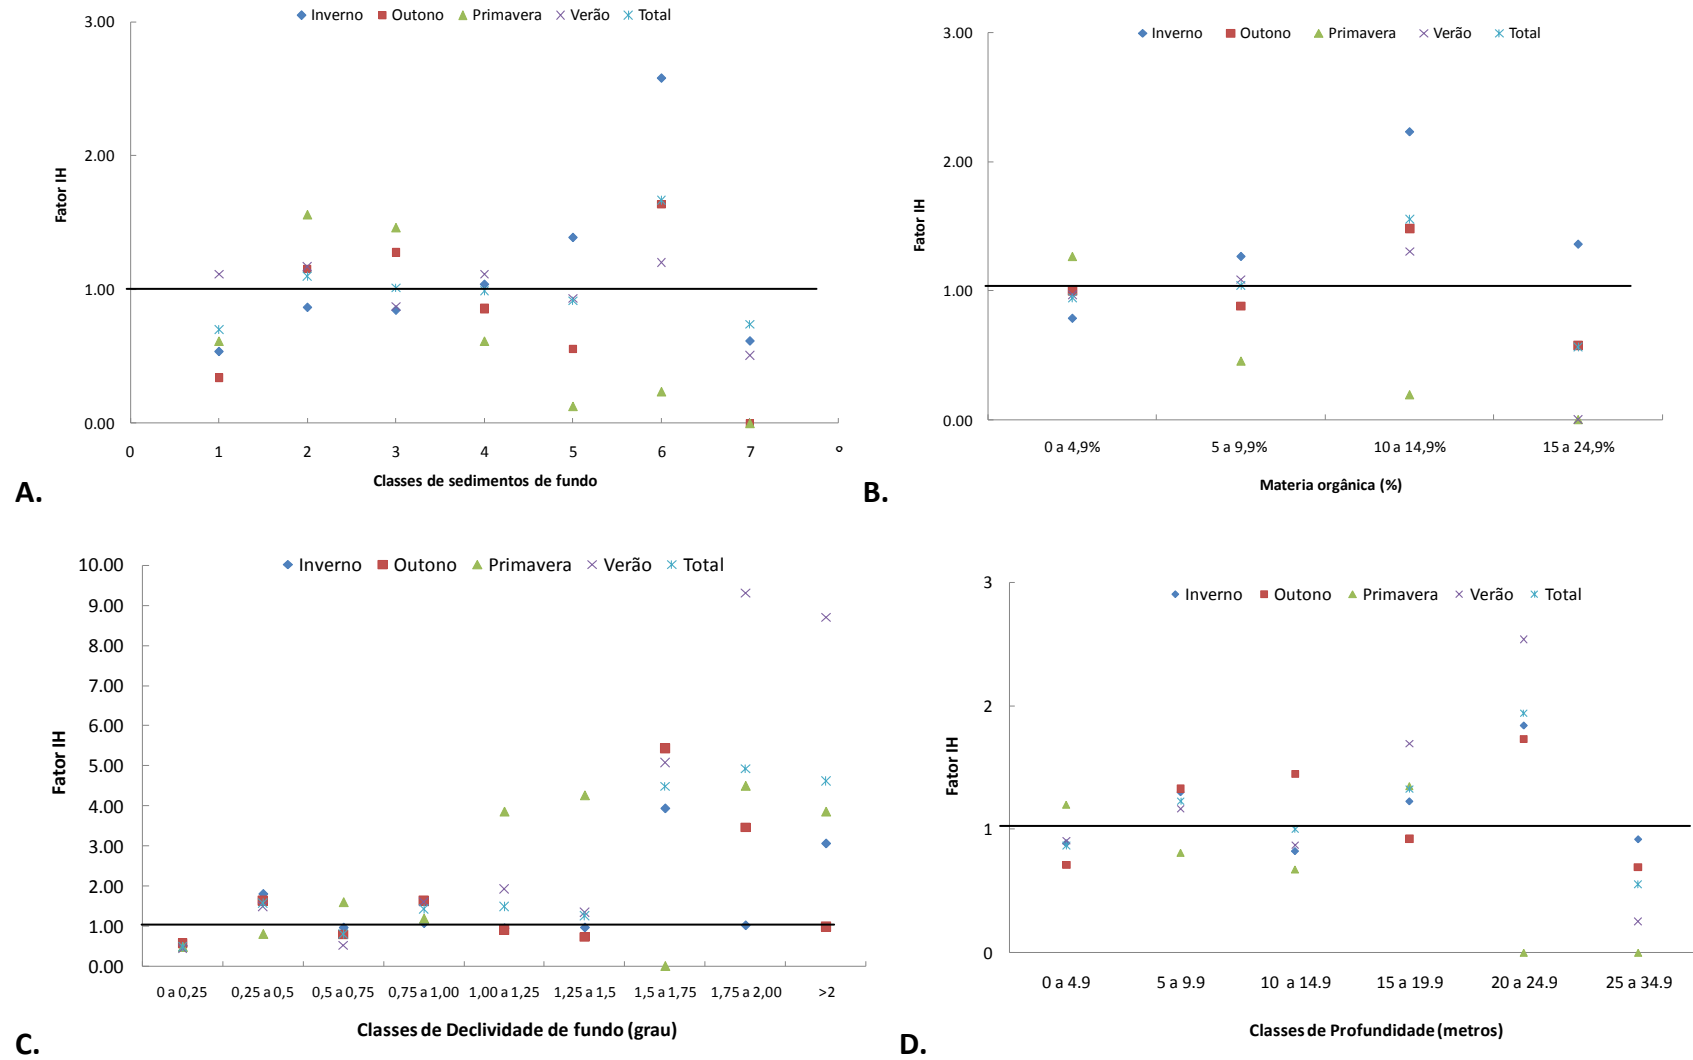 Inverno Outono Primavera Verão Total
3.00
2.00
1.00
0.00
Fator IH
0 1 2 3 4 5 6 7 º
Classes de sedimentos de fundo
A.
Inverno Outono Primavera Verão Total
3.00
2.00
1.00
0.00
Fator IH
0 a 4,9% 5 a 9,9% 10 a 14,9% 15 a 24,9%
Materia orgânica (%)
B.
Inverno Outono Primavera Verão Total
10.00
9.00
8.00
7.00
6.00
5.00
4.00
3.00
2.00
1.00
0.00
Fator IH
0 a 0,25 0,25 a 0,5 0,5 a 0,75 0,75 a 1,00 1,00 a 1,25 1,25 a 1,5 1,5 a 1,75 1,75 a 2,00 >2
Classes de Declividade de fundo (grau)
C.
Inverno Outono Primavera Verão Total
3
2
1
0
Fator IH
0 a 4.9 5 a 9.9 10 a 14.9 15 a 19.9 20 a 24.9 25 a 34.9
Classes de Profundidade (metros)
D.